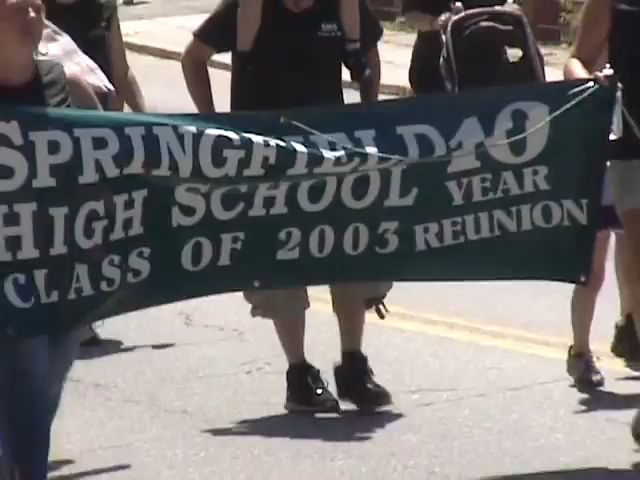 SPRINGFIELD 10
HIGH SCHOOL YEAR
CLASS OF 2003 REUNION